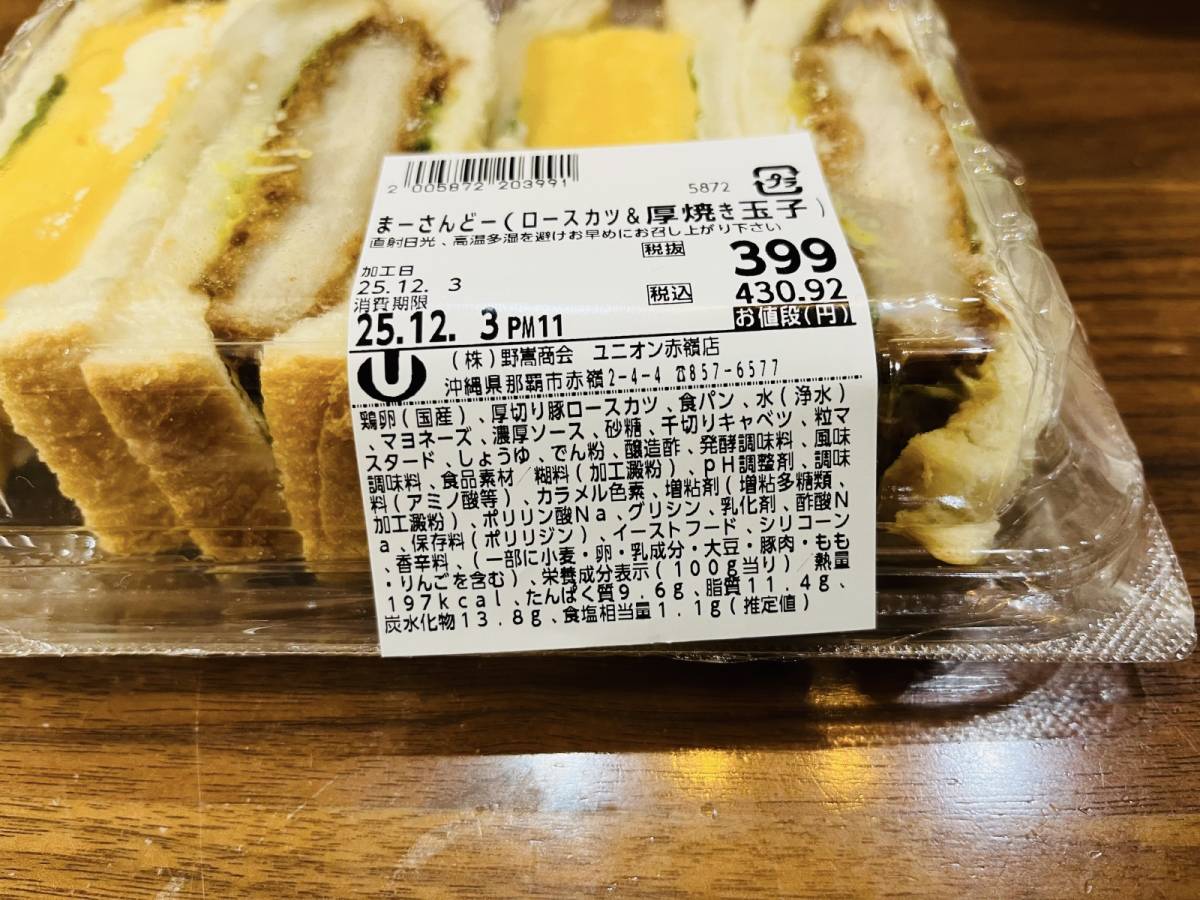 2 005872 203991
5872 プラ
まーさんどー(ロースカツ&厚焼き玉子)
直射日光、高温多湿を避けお早めにお召し上がり下さい
税抜 399
加工日
25.12. 3
税込 430.92
消費期限
25.12. 3 PM11
お値段(円)
U (株)野嵩商会 ユニオン赤嶺店
沖縄県那覇市赤嶺2-4-4 ☎857-6577
鶏卵(国産)、厚切り豚ロースカツ、食パン、水(浄水)
、マヨネーズ、濃厚ソース、砂糖、千切りキャベツ、粒マ
スタード、しょうゆ、でん粉、醸造酢、発酵調味料、風味
調味料、食品素材／糊料(加工澱粉)、pH調整剤、調味
料(アミノ酸等)、カラメル色素、増粘剤(増粘多糖類、
加工澱粉)、ポリリン酸Na、グリシン、乳化剤、酢酸N
a、保存料(ポリリジン)、イーストフード、シリコーン
、香辛料、(一部に小麦・卵・乳成分・大豆・豚肉・もも
・りんごを含む)、栄養成分表示(100g当り) 熱量
197kcal、たんぱく質9.6g、脂質11.4g、
炭水化物13.8g、食塩相当量1.1g(推定値)